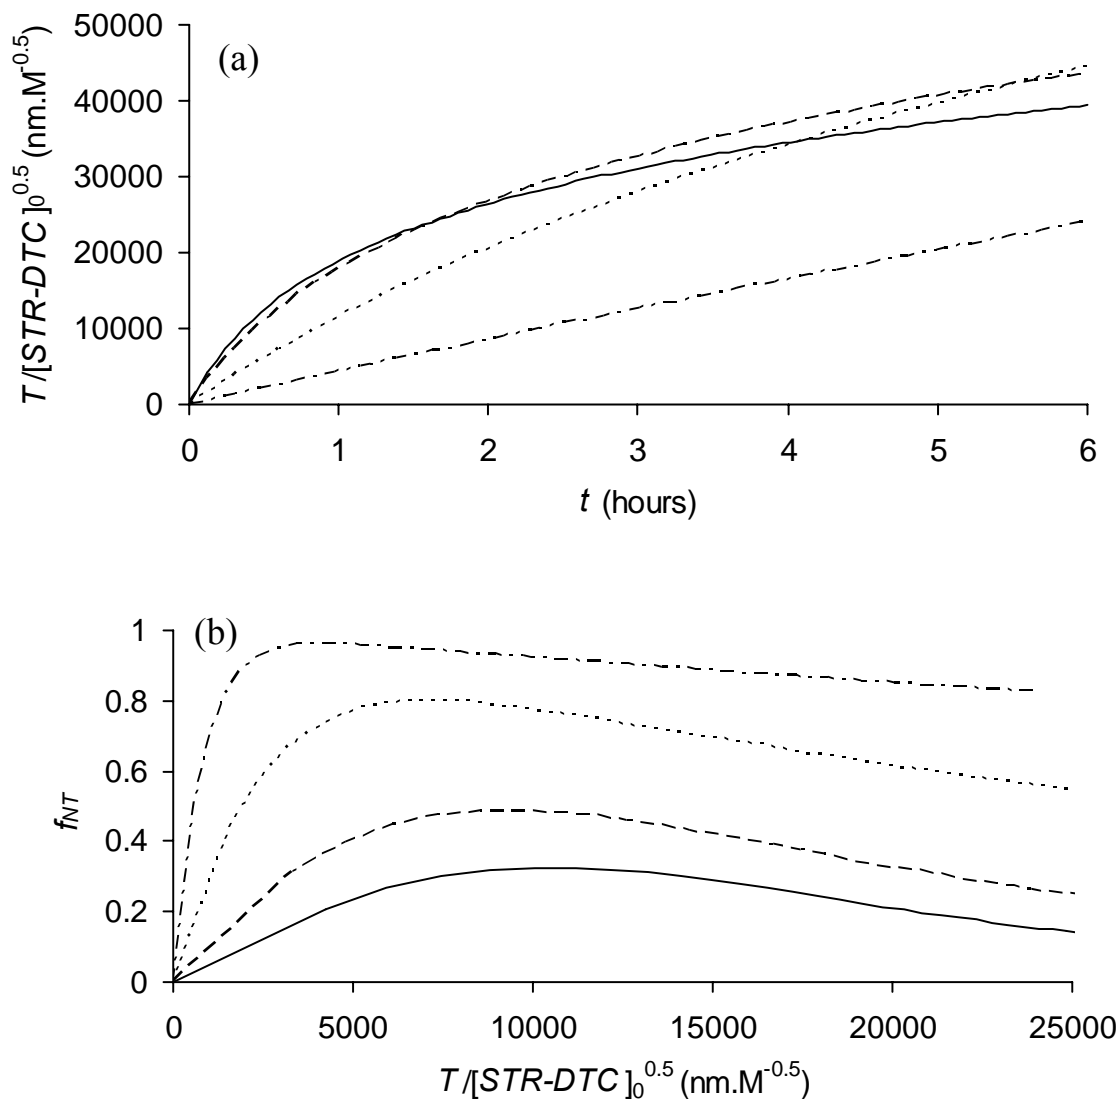 (a)
T/[STR-DTC]₀^0.5 (nm.M^-0.5)
50000
40000
30000
20000
10000
0
0 1 2 3 4 5 6
t (hours)
(b)
f_NT
1
0.8
0.6
0.4
0.2
0
0 5000 10000 15000 20000 25000
T/[STR-DTC]₀^0.5 (nm.M^-0.5)